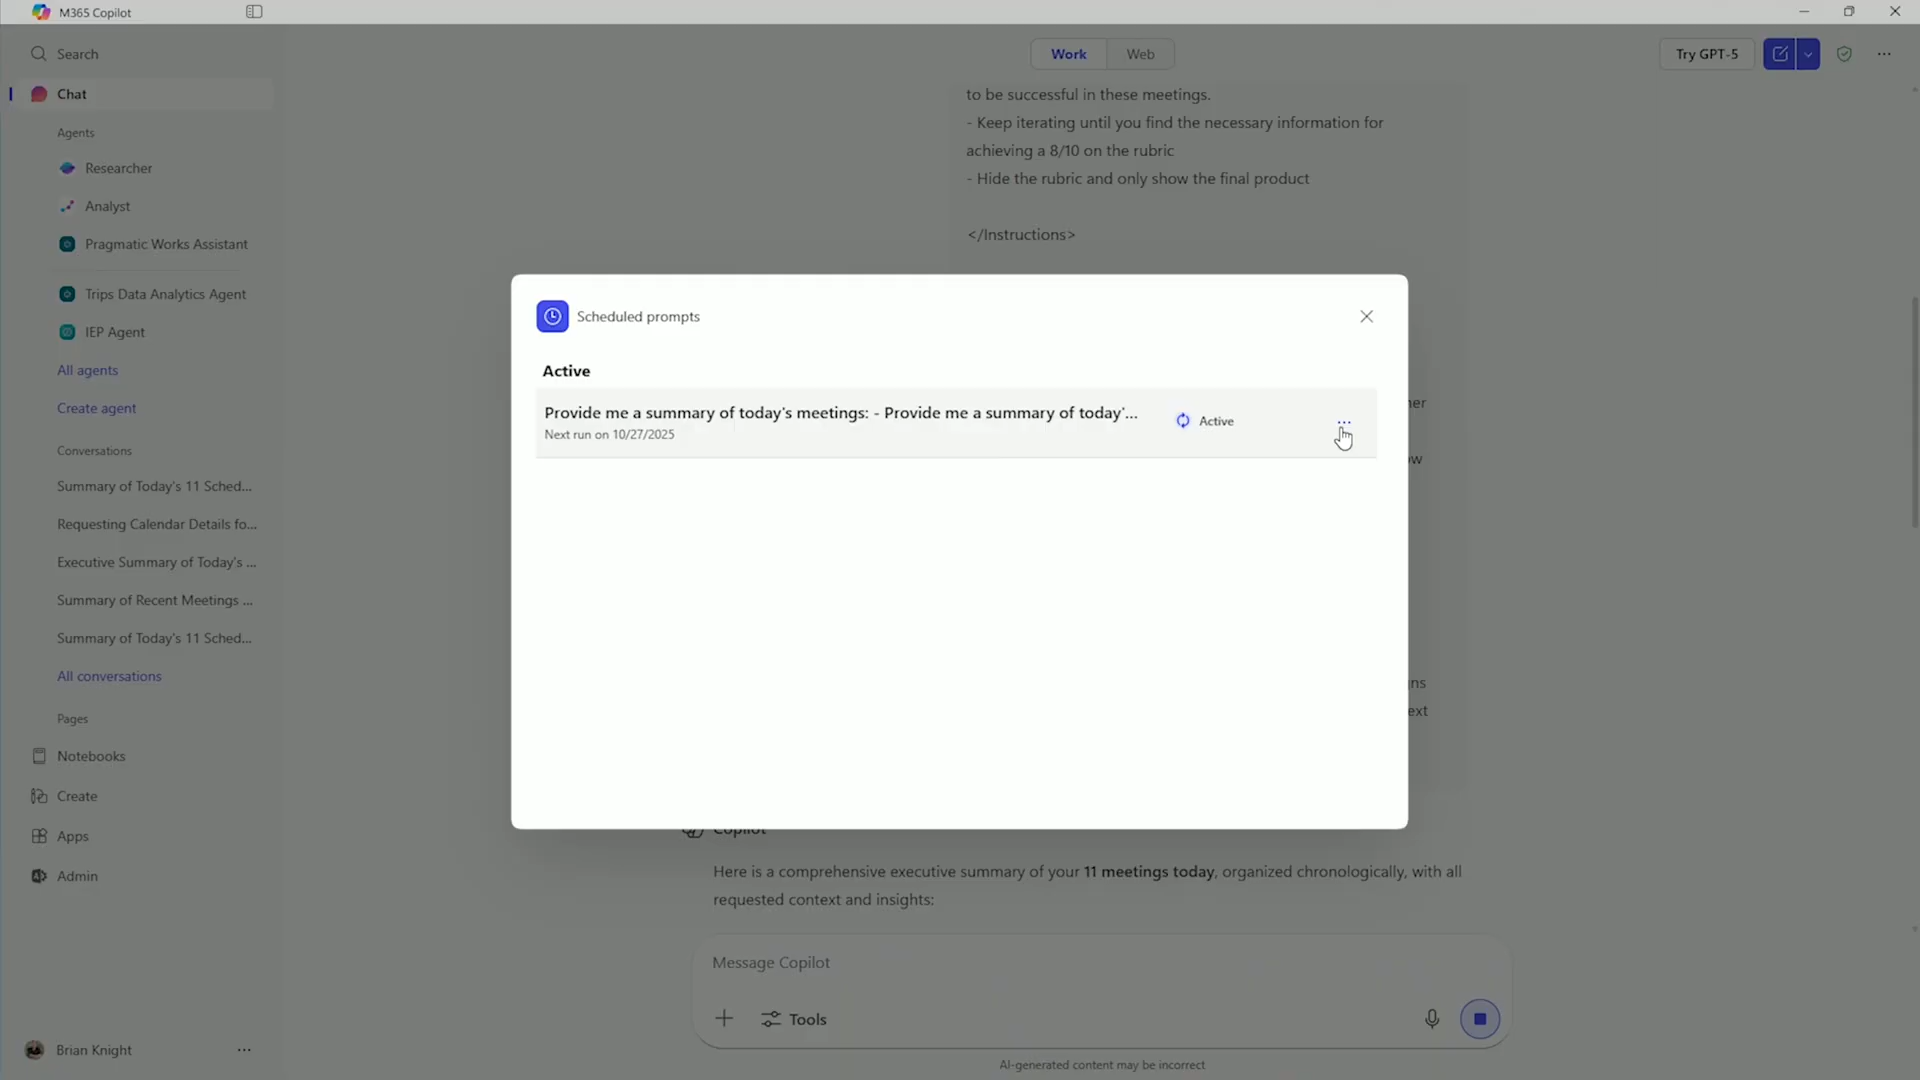 M365 Copilot
Search
Work
Web
Try GPT-5
Chat
Agents
Researcher
Analyst
Pragmatic Works Assistant
Trips Data Analytics Agent
IEP Agent
All agents
Create agent
Conversations
Summary of Today's 11 Sched...
Requesting Calendar Details fo...
Executive Summary of Today's ...
Summary of Recent Meetings ...
Summary of Today's 11 Sched...
All conversations
Pages
Notebooks
Create
Apps
Admin
Brian Knight
to be successful in these meetings.
- Keep iterating until you find the necessary information for
achieving a 8/10 on the rubric
- Hide the rubric and only show the final product
</Instructions>
Scheduled prompts
Active
Provide me a summary of today's meetings: - Provide me a summary of today'...
Active
Next run on 10/27/2025
Copilot
Here is a comprehensive executive summary of your 11 meetings today, organized chronologically, with all
requested context and insights:
Message Copilot
Tools
AI-generated content may be incorrect